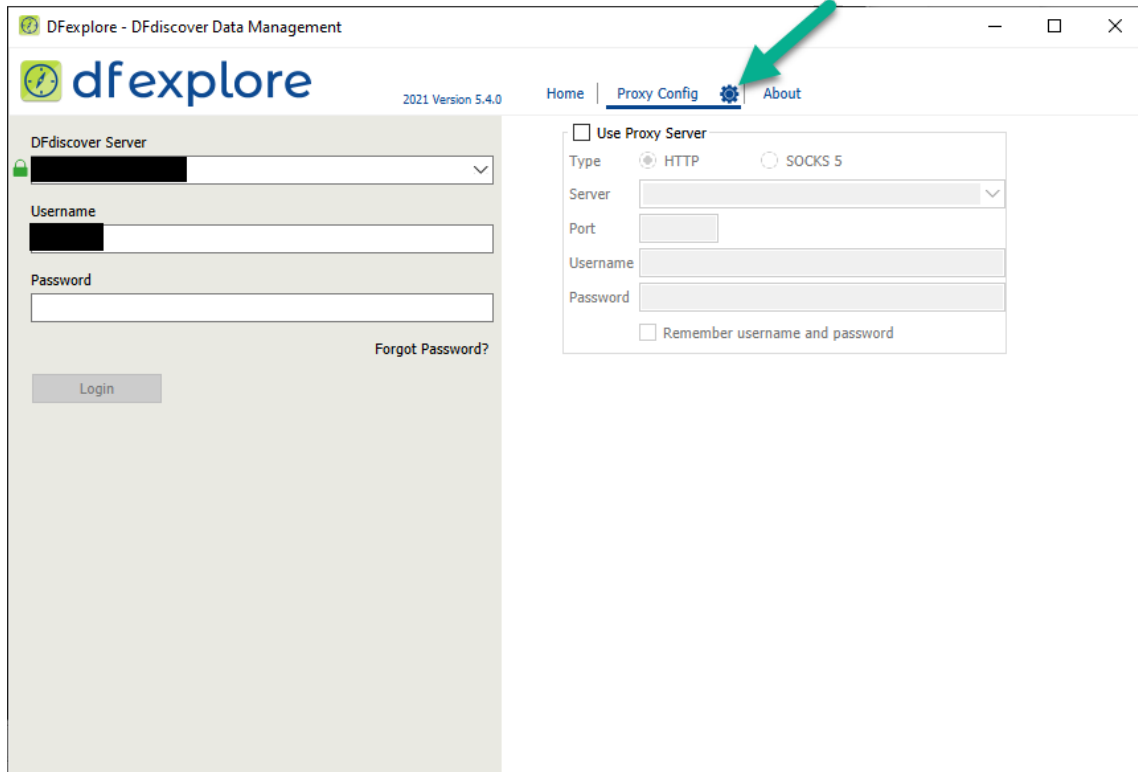 DFexplore - DFdiscover Data Management
dfexplore
2021 Version 5.4.0
Home | Proxy Config | About
DFdiscover Server
Username
Password
Forgot Password?
Login
Use Proxy Server
Type HTTP SOCKS 5
Server
Port
Username
Password
Remember username and password